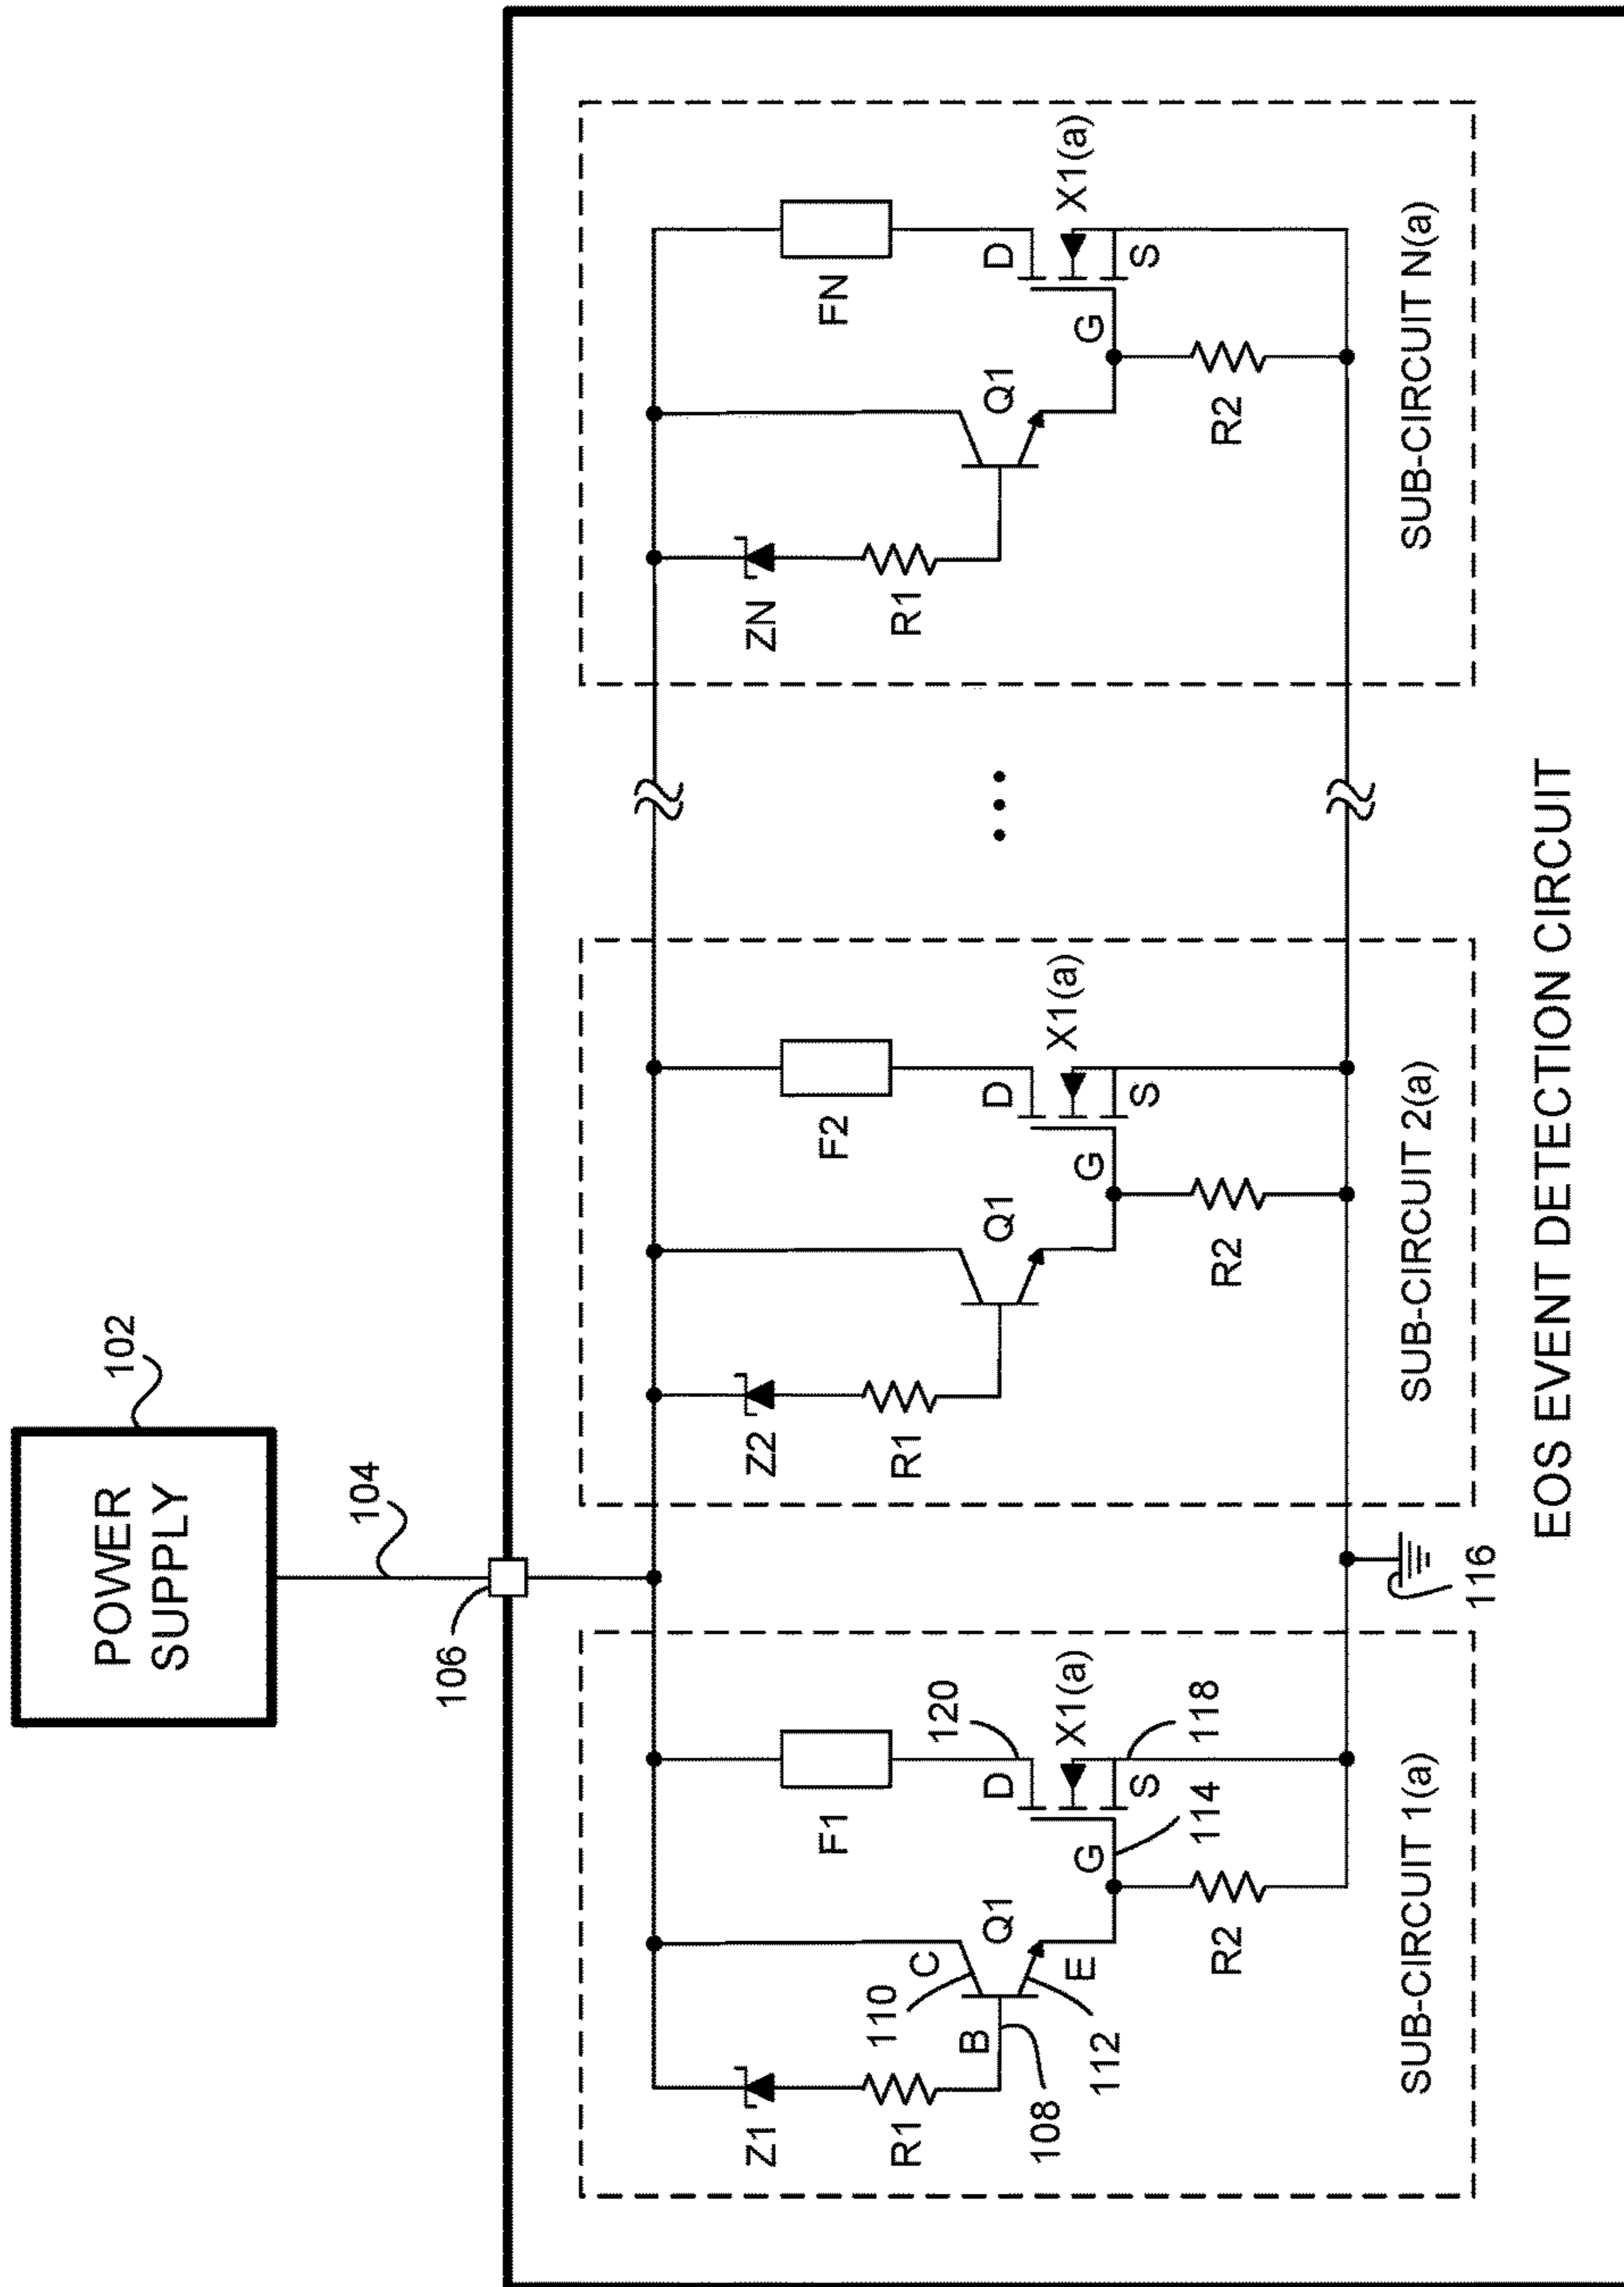 POWER
SUPPLY
102
104
106
Z1
R1
B
108
C
110
Q1
E
112
F1
D
120
X1(a)
G
114
S
118
R2
SUB-CIRCUIT 1(a)
116
Z2
R1
Q1
F2
D
X1(a)
G
S
R2
SUB-CIRCUIT 2(a)
ZN
R1
Q1
FN
D
X1(a)
G
S
R2
SUB-CIRCUIT N(a)
EOS EVENT DETECTION CIRCUIT